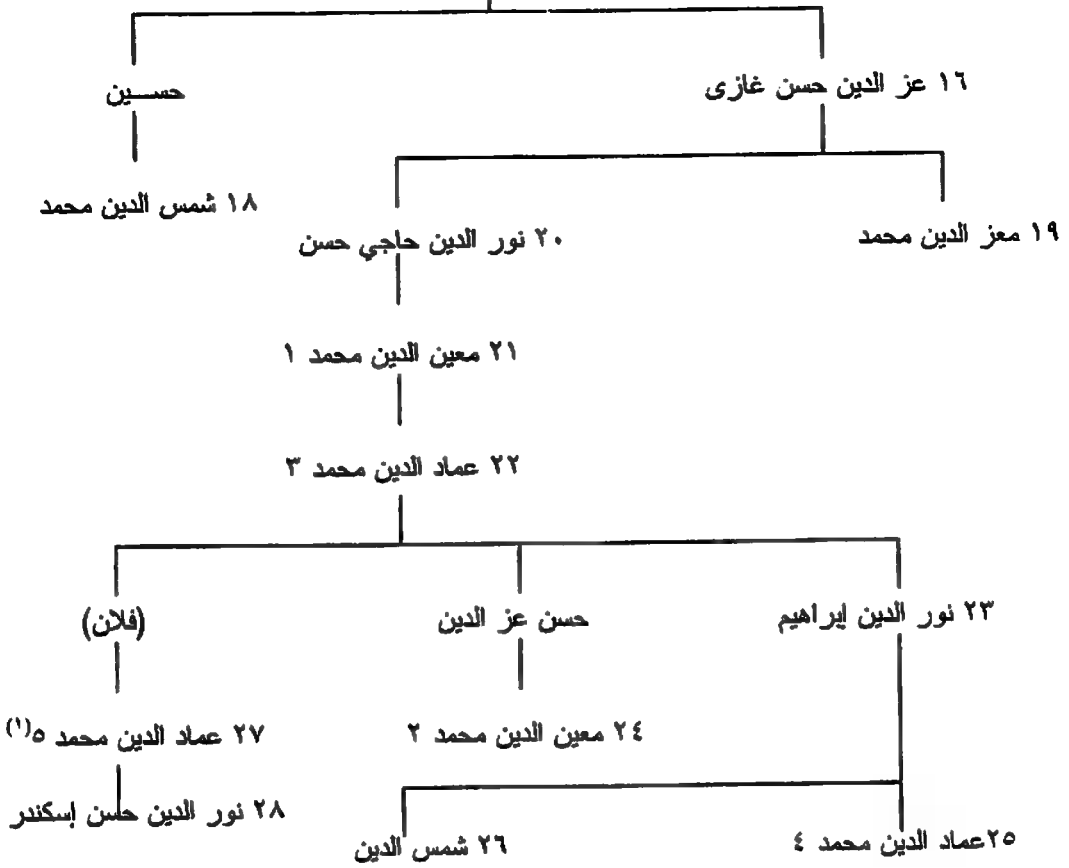 ١٦ عز الدين حسن غازى
حسين
١٨ شمس الدين محمد
١٩ معز الدين محمد
٢٠ نور الدين حاجي حسن
٢١ معين الدين محمد ١
٢٢ عماد الدين محمد ٣
٢٣ نور الدين إبراهيم
حسن عز الدين
(فلان)
٢٤ معين الدين محمد ٢
٢٧ عماد الدين محمد ٥(١)
٢٨ نور الدين حسن إسكندر
٢٥عماد الدين محمد ٤
٢٦ شمس الدين